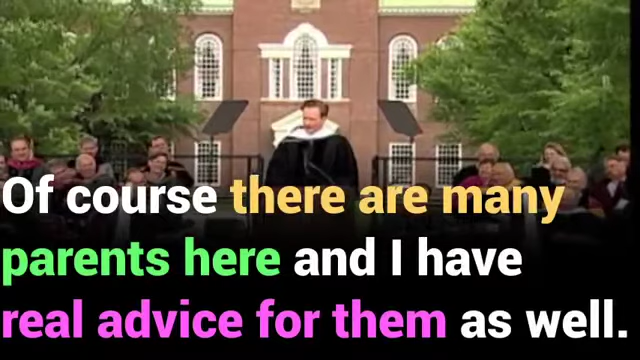 Of course there are many
parents here and I have
real advice for them as well.